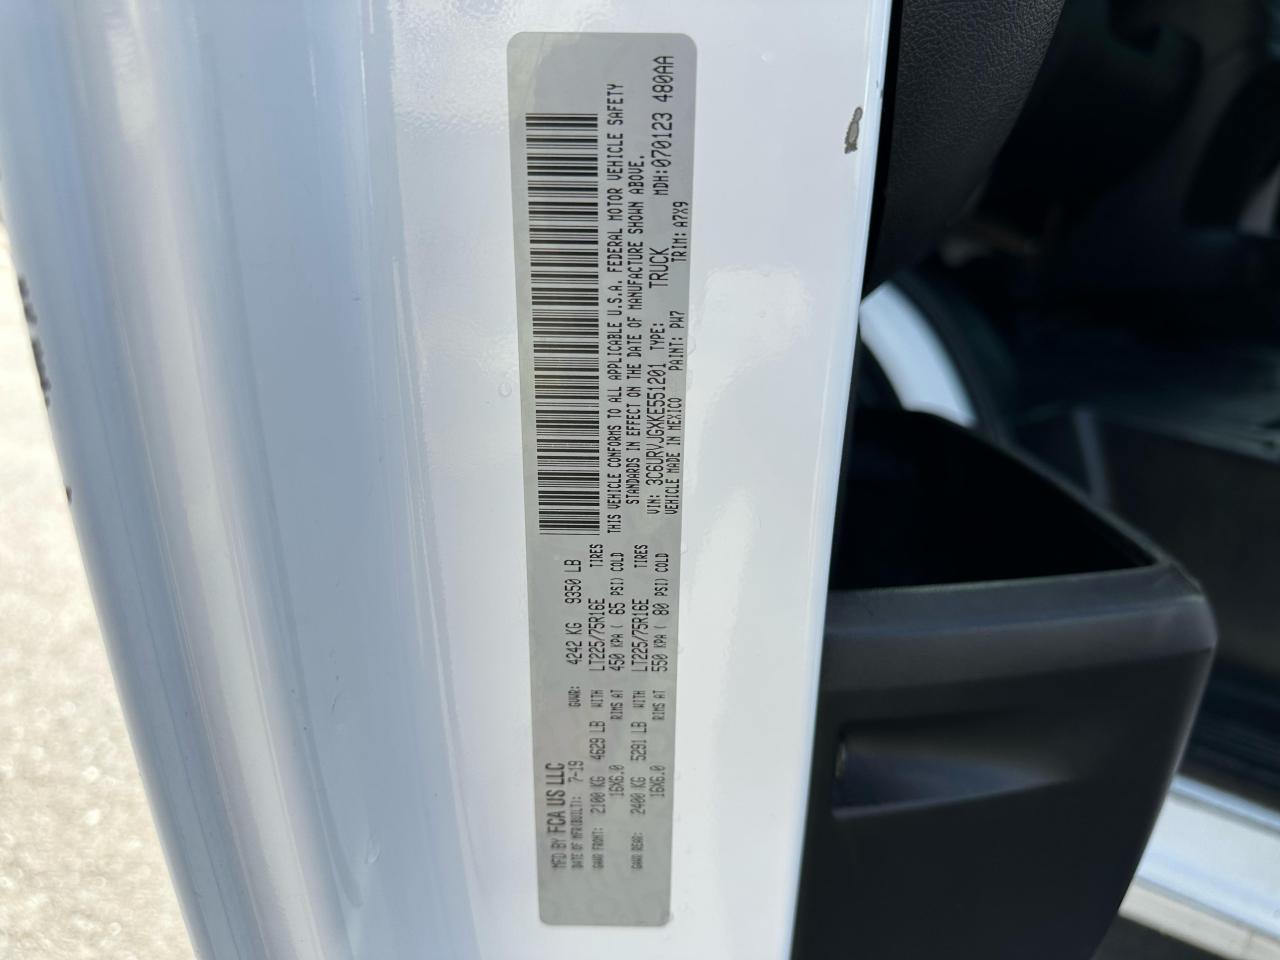 MFD BY FCA US LLC
DATE OF MFR(BUILT): 7-19 GVWR: 4242 KG 9350 LB
GAWR FRONT: 2100 KG 4629 LB WITH LT225/75R16E TIRES
16X6.0 RIMS AT 450 KPA ( 65 PSI) COLD
GAWR REAR: 2400 KG 5291 LB WITH LT225/75R16E TIRES
16X6.0 RIMS AT 550 KPA ( 80 PSI) COLD
THIS VEHICLE CONFORMS TO ALL APPLICABLE U.S.A. FEDERAL MOTOR VEHICLE SAFETY
STANDARDS IN EFFECT ON THE DATE OF MANUFACTURE SHOWN ABOVE.
VIN: 3C6URVJGXKE551201 TYPE: TRUCK MDH:070123 480AA
VEHICLE MADE IN MEXICO PAINT: PW7 TRIM: A7X9